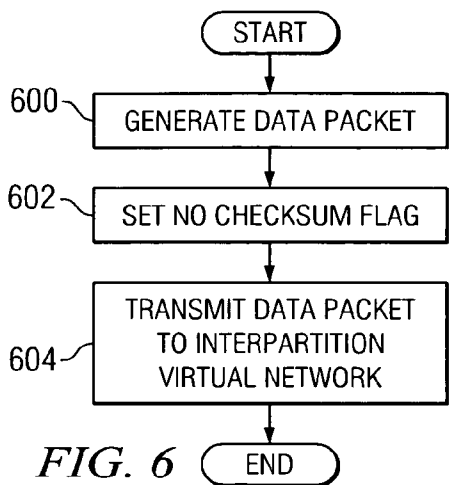 START
600
GENERATE DATA PACKET
602
SET NO CHECKSUM FLAG
604
TRANSMIT DATA PACKET
TO INTERPARTITION
VIRTUAL NETWORK
FIG. 6
END